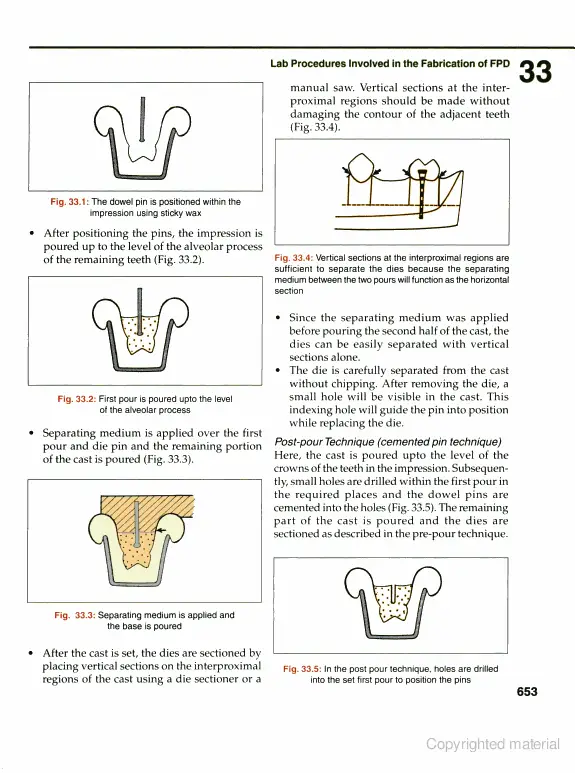 Lab Procedures Involved in the Fabrication of FPD
33
Fig. 33.1: The dowel pin is positioned within the
impression using sticky wax
• After positioning the pins, the impression is
poured up to the level of the alveolar process
of the remaining teeth (Fig. 33.2).
Fig. 33.2: First pour is poured upto the level
of the alveolar process
• Separating medium is applied over the first
pour and die pin and the remaining portion
of the cast is poured (Fig. 33.3).
Fig. 33.3: Separating medium is applied and
the base is poured
• After the cast is set, the dies are sectioned by
placing vertical sections on the interproximal
regions of the cast using a die sectioner or a
manual saw. Vertical sections at the inter-
proximal regions should be made without
damaging the contour of the adjacent teeth
(Fig. 33.4).
Fig. 33.4: Vertical sections at the interproximal regions are
sufficient to separate the dies because the separating
medium between the two pours will function as the horizontal
section
• Since the separating medium was applied
before pouring the second half of the cast, the
dies can be easily separated with vertical
sections alone.
• The die is carefully separated from the cast
without chipping. After removing the die, a
small hole will be visible in the cast. This
indexing hole will guide the pin into position
while replacing the die.
Post-pour Technique (cemented pin technique)
Here, the cast is poured upto the level of the
crowns of the teeth in the impression. Subsequen-
tly, small holes are drilled within the first pour in
the required places and the dowel pins are
cemented into the holes (Fig. 33.5). The remaining
part of the cast is poured and the dies are
sectioned as described in the pre-pour technique.
Fig. 33.5: In the post pour technique, holes are drilled
into the set first pour to position the pins
653
Copyrighted material